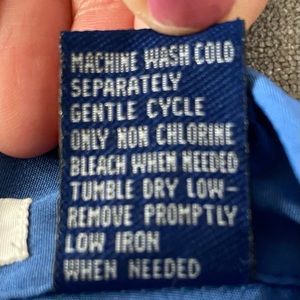 MACHINE WASH COLD
SEPARATELY
GENTLE CYCLE
ONLY NON CHLORINE
BLEACH WHEN NEEDED
TUMBLE DRY LOW-
REMOVE PROMPTLY
LOW IRON
WHEN NEEDED